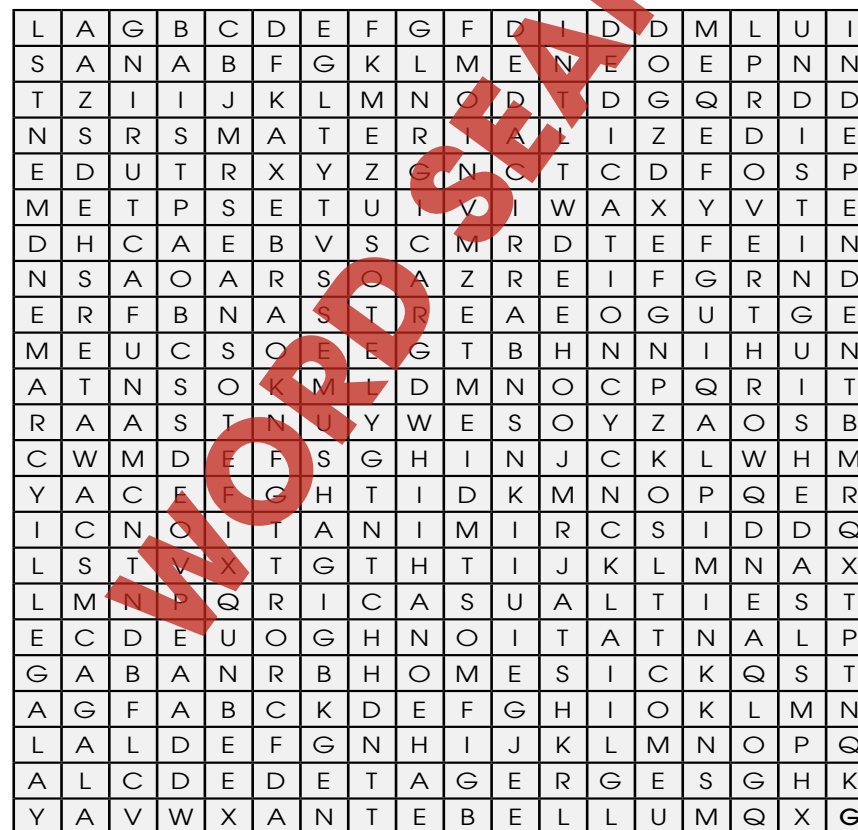 L A G B C D E F G F D I D D M L U I
S A N A B F G K L M E N E O E P N N
T Z I I J K L M N O D T D G Q R D D
N S R S M A T E R I A L I Z E D I E
E D U T R X Y Z G N C T C D F O S P
M E T P S E T U I V I W A X Y V T E
D H C A E B V S C M R D T E F E I N
N S A O A R S O A Z R E I F G R N D
E R F B N A S T R E A E O G U T G E
M E U C S O E E G T B H N N I H U N
A T N S O K M L D M N O C P Q R I T
R A A S T N U Y W E S O Y Z A O S B
C W M D E F S G H I N J C K L W H M
Y A C E F G H T I D K M N O P Q E R
I C N O I T A N I M I R C S I D D Q
L S T V X T G T H T I J K L M N A X
L M N P Q R I C A S U A L T I E S T
E C D E U O G H N O I T A T N A L P
G A B A N R B H O M E S I C K Q S T
A G F A B C K D E F G H I O K L M N
L A L D E F G N H I J K L M N O P Q
A L C D E D E T A G E R G E S G H K
Y A V W X A N T E B E L L U M Q X G
WORD SEA